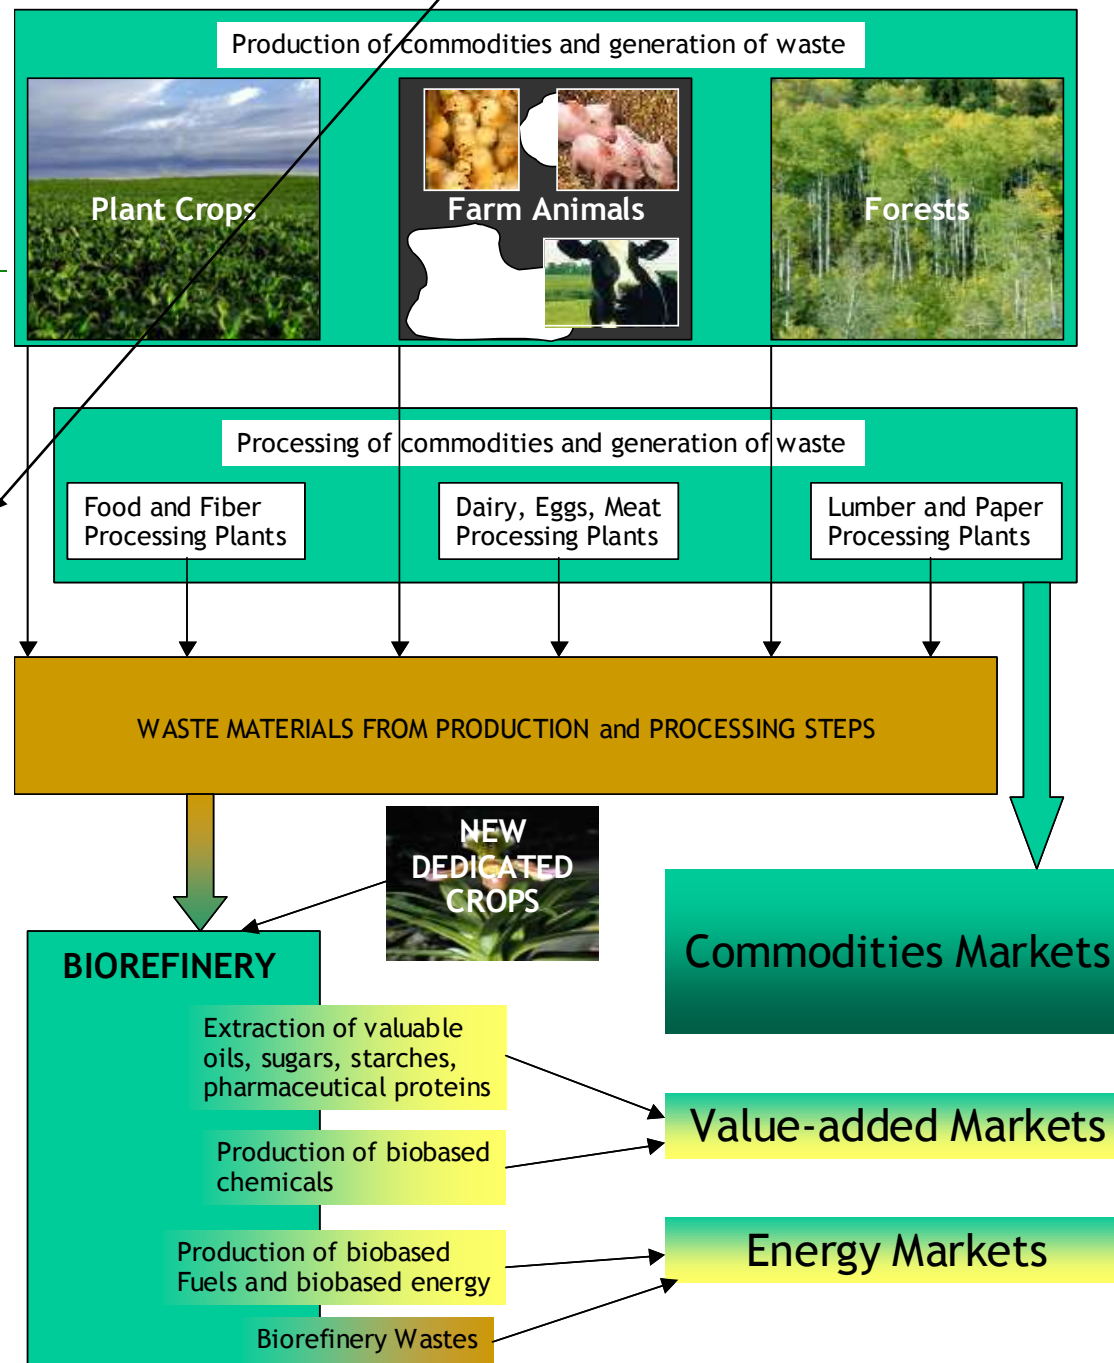 Production of commodities and generation of waste
Plant Crops
Farm Animals
Forests
Processing of commodities and generation of waste
Food and Fiber
Processing Plants
Dairy, Eggs, Meat
Processing Plants
Lumber and Paper
Processing Plants
WASTE MATERIALS FROM PRODUCTION and PROCESSING STEPS
NEW
DEDICATED
CROPS
BIOREFINERY
Commodities Markets
Extraction of valuable
oils, sugars, starches,
pharmaceutical proteins
Value-added Markets
Production of biobased
chemicals
Production of biobased
Fuels and biobased energy
Energy Markets
Biorefinery Wastes